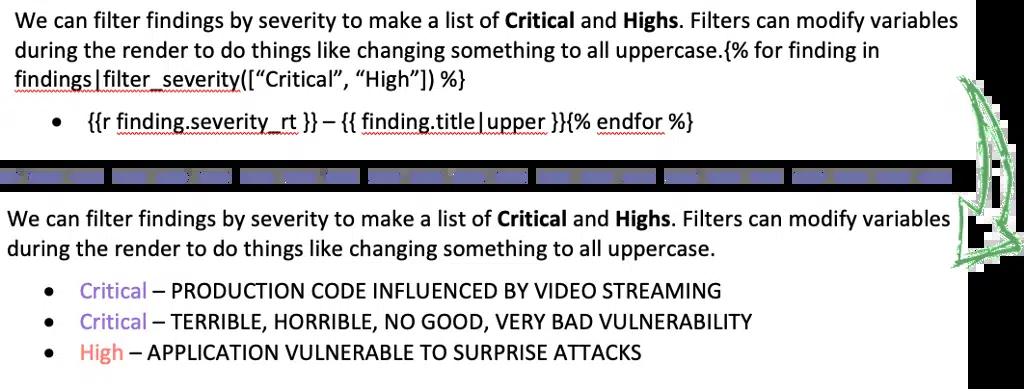 We can filter findings by severity to make a list of Critical and Highs. Filters can modify variables
during the render to do things like changing something to all uppercase.{% for finding in
findings|filter_severity([“Critical”, “High”]) %}
• {{r finding.severity_rt }} – {{ finding.title|upper }}{% endfor %}
We can filter findings by severity to make a list of Critical and Highs. Filters can modify variables
during the render to do things like changing something to all uppercase.
• Critical – PRODUCTION CODE INFLUENCED BY VIDEO STREAMING
• Critical – TERRIBLE, HORRIBLE, NO GOOD, VERY BAD VULNERABILITY
• High – APPLICATION VULNERABLE TO SURPRISE ATTACKS